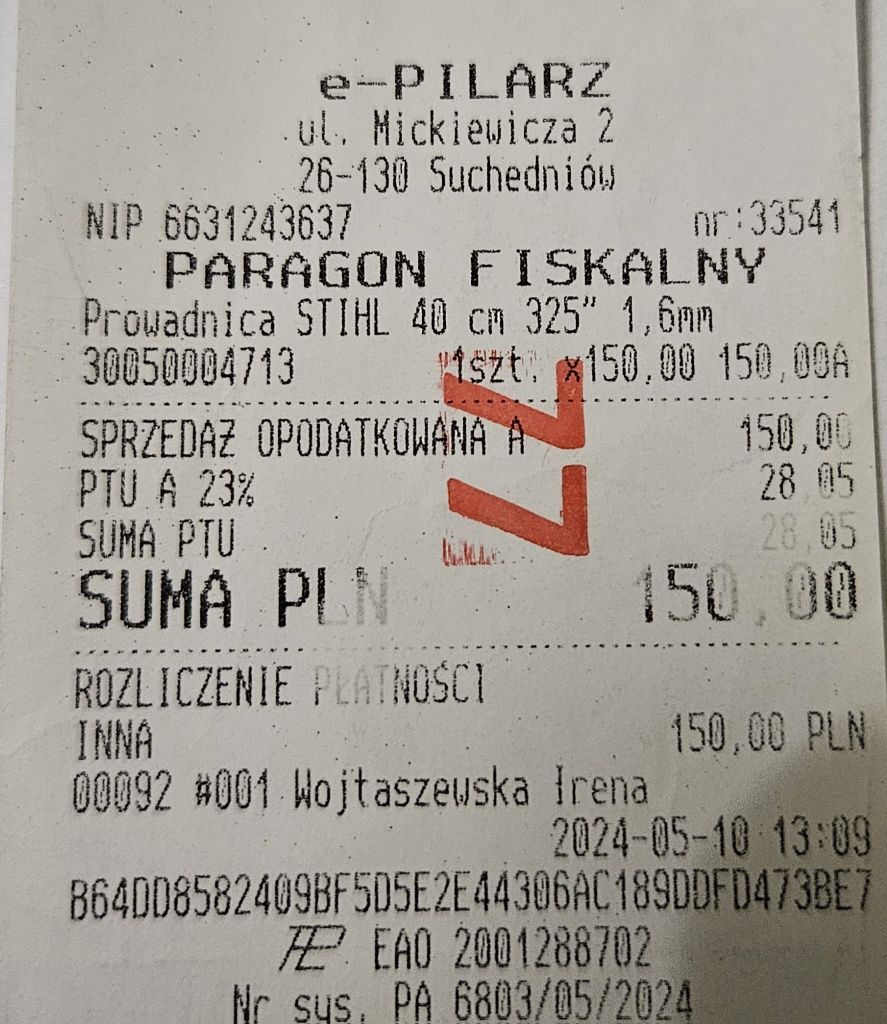 e-PILARZ
ul. Mickiewicza 2
26-130 Suchedniów
NIP 6631243637 nr:33541
PARAGON FISKALNY
Prowadnica STIHL 40 cm 325" 1,6mm
30050004713 1szt. x150,00 150,00A
SPRZEDAŻ OPODATKOWANA A 150,00
PTU A 23% 28,05
SUMA PTU 28,05
SUMA PLN 150,00
ROZLICZENIE PŁATNOŚCI
INNA 150,00 PLN
00092 #001 Wojtaszewska Irena
2024-05-10 13:09
B64DD8582409BF5D5E2E44306AC189DDFD473BE7
EAO 2001288702
Nr sys. PA 6803/05/2024
77